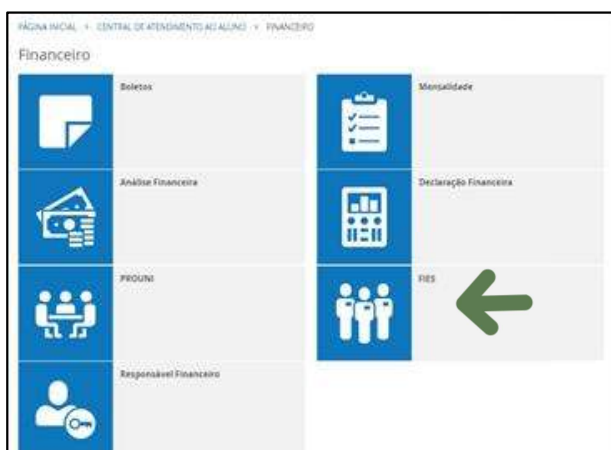 PÁGINA INICIAL > CENTRAL DE ATENDIMENTO AO ALUNO > FINANCEIRO
Financeiro
Boletos
Mensalidade
Análise Financeira
Declaração Financeira
PROUNI
FIES
Responsável Financeiro